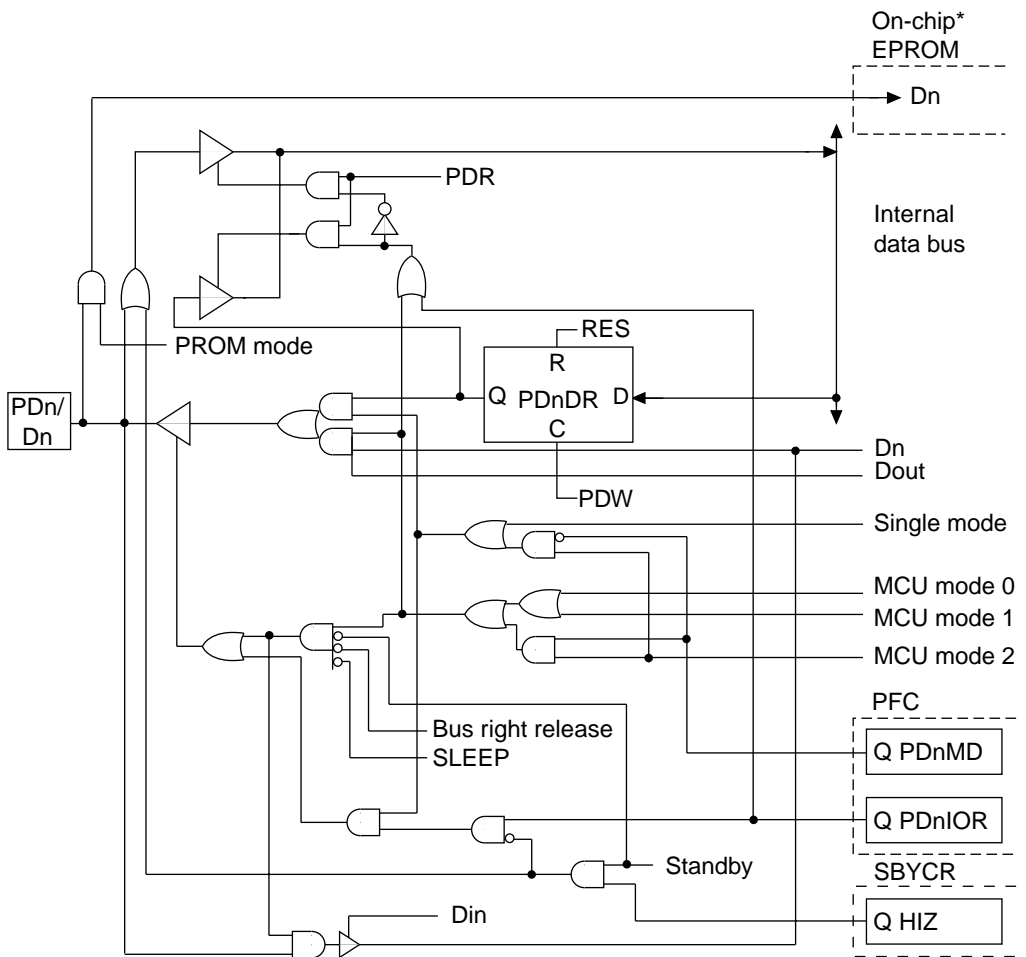 On-chip*
EPROM
Dn
PDR
Internal
data bus
PROM mode
RES
R
Q PDnDR D
C
PDn/
Dn
Dn
Dout
PDW
Single mode
MCU mode 0
MCU mode 1
MCU mode 2
PFC
Bus right release
SLEEP
Q PDnMD
Q PDnIOR
Standby
SBYCR
Din
Q HIZ